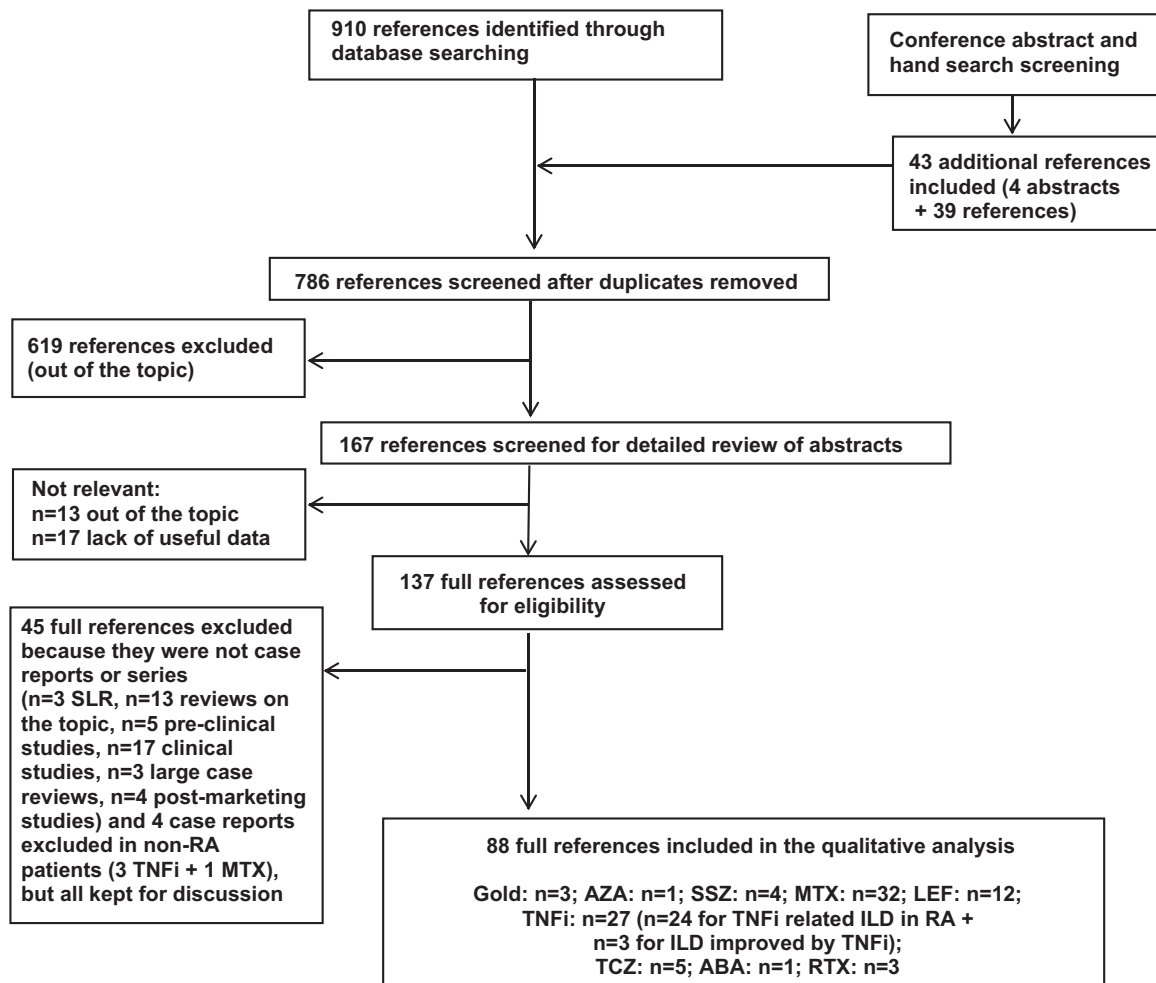 910 references identified through
database searching
Conference abstract and
hand search screening
43 additional references
included (4 abstracts
+ 39 references)
786 references screened after duplicates removed
619 references excluded
(out of the topic)
167 references screened for detailed review of abstracts
Not relevant:
n=13 out of the topic
n=17 lack of useful data
137 full references assessed
for eligibility
45 full references excluded
because they were not case
reports or series
(n=3 SLR, n=13 reviews on
the topic, n=5 pre-clinical
studies, n=17 clinical
studies, n=3 large case
reviews, n=4 post-marketing
studies) and 4 case reports
excluded in non-RA
patients (3 TNFi + 1 MTX),
but all kept for discussion
88 full references included in the qualitative analysis
Gold: n=3; AZA: n=1; SSZ: n=4; MTX: n=32; LEF: n=12;
TNFi: n=27 (n=24 for TNFi related ILD in RA +
n=3 for ILD improved by TNFi);
TCZ: n=5; ABA: n=1; RTX: n=3